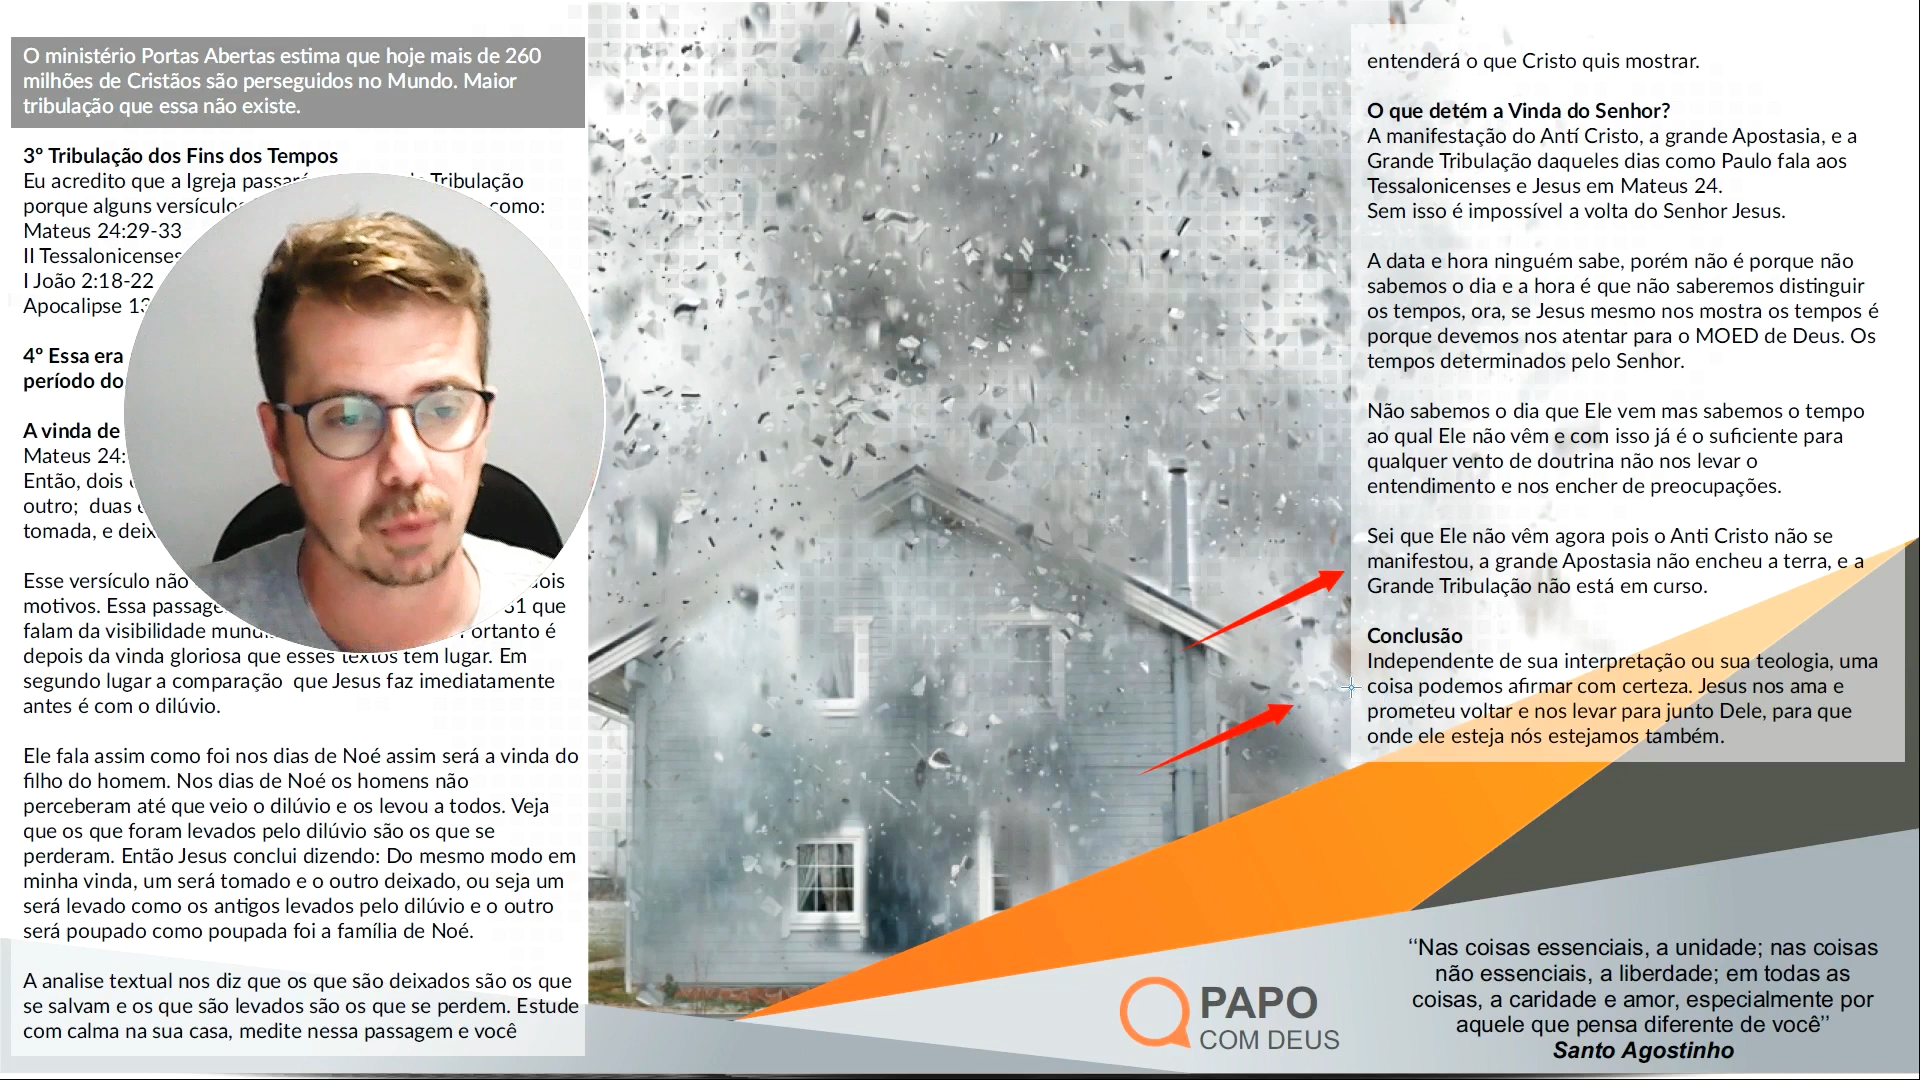 O ministério Portas Abertas estima que hoje mais de 260
milhões de Cristãos são perseguidos no Mundo. Maior
tribulação que essa não existe.
3º Tribulação dos Fins dos Tempos
Eu acredito que a Igreja passará Tribulação
porque alguns versículos como:
Mateus 24:29-33
II Tessalonicenses
I João 2:18-22
Apocalipse 13
4º Essa era
período do
A vinda de
Mateus 24:
Então, dois
outro; duas
tomada, e
Esse versículo não dois
motivos. Essa 31 que
falam da visibilidade Portanto é
depois da vinda gloriosa que esses textos tem lugar. Em
segundo lugar a comparação que Jesus faz imediatamente
antes é com o dilúvio.
Ele fala assim como foi nos dias de Noé assim será a vinda do
filho do homem. Nos dias de Noé os homens não
perceberam até que veio o dilúvio e os levou a todos. Veja
que os que foram levados pelo dilúvio são os que se
perderam. Então Jesus conclui dizendo: Do mesmo modo em
minha vinda, um será tomado e o outro deixado, ou seja um
será levado como os antigos levados pelo dilúvio e o outro
será poupado como poupada foi a família de Noé.
A analise textual nos diz que os que são deixados são os que
se salvam e os que são levados são os que se perdem. Estude
com calma na sua casa, medite nessa passagem e você
entenderá o que Cristo quis mostrar.
O que detém a Vinda do Senhor?
A manifestação do Antí Cristo, a grande Apostasia, e a
Grande Tribulação daqueles dias como Paulo fala aos
Tessalonicenses e Jesus em Mateus 24.
Sem isso é impossível a volta do Senhor Jesus.
A data e hora ninguém sabe, porém não é porque não
sabemos o dia e a hora é que não saberemos distinguir
os tempos, ora, se Jesus mesmo nos mostra os tempos é
porque devemos nos atentar para o MOED de Deus. Os
tempos determinados pelo Senhor.
Não sabemos o dia que Ele vem mas sabemos o tempo
ao qual Ele não vêm e com isso já é o suficiente para
qualquer vento de doutrina não nos levar o
entendimento e nos encher de preocupações.
Sei que Ele não vêm agora pois o Anti Cristo não se
manifestou, a grande Apostasia não encheu a terra, e a
Grande Tribulação não está em curso.
Conclusão
Independente de sua interpretação ou sua teologia, uma
coisa podemos afirmar com certeza. Jesus nos ama e
prometeu voltar e nos levar para junto Dele, para que
onde ele esteja nós estejamos também.
PAPO
COM DEUS
‘‘Nas coisas essenciais, a unidade; nas coisas
não essenciais, a liberdade; em todas as
coisas, a caridade e amor, especialmente por
aquele que pensa diferente de você’’
Santo Agostinho